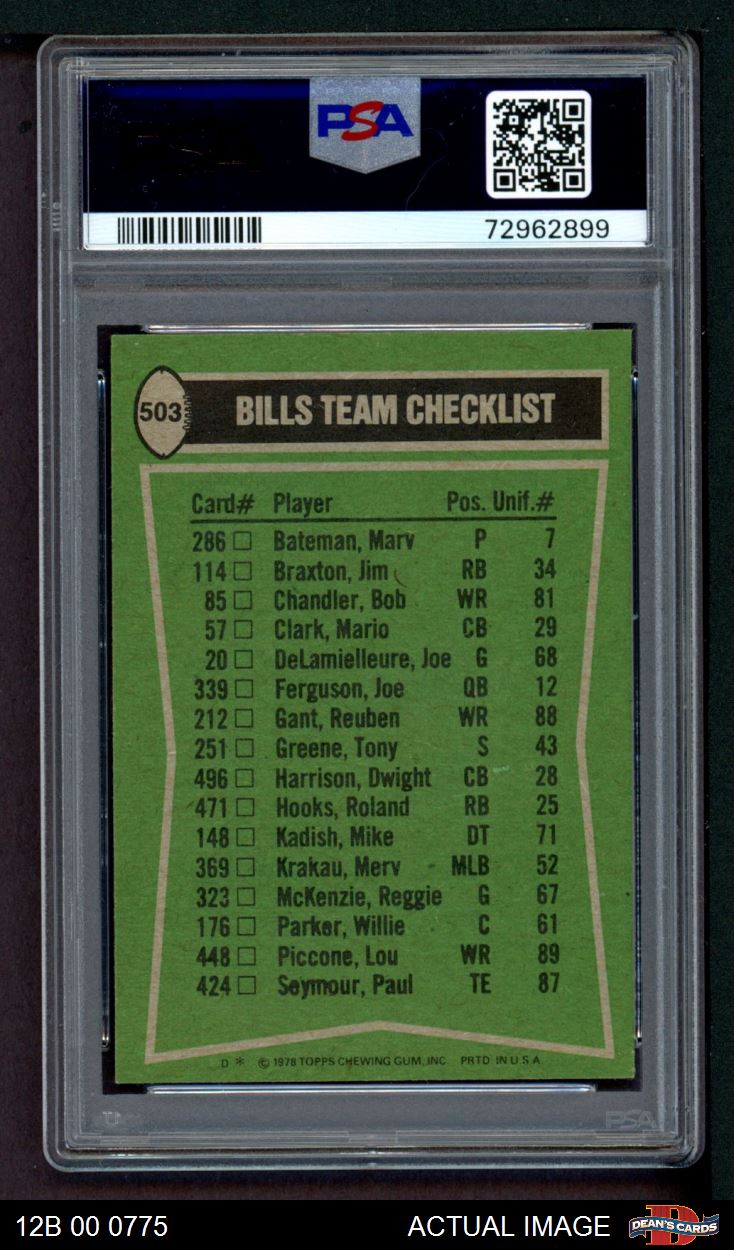 PSA
72962899
503 BILLS TEAM CHECKLIST
Card# Player Pos. Unif.#
286 □ Bateman, Marv P 7
114 □ Braxton, Jim RB 34
85 □ Chandler, Bob WR 81
57 □ Clark, Mario CB 29
20 □ DeLamielleure, Joe G 68
339 □ Ferguson, Joe QB 12
212 □ Gant, Reuben WR 88
251 □ Greene, Tony S 43
496 □ Harrison, Dwight CB 28
471 □ Hooks, Roland RB 25
148 □ Kadish, Mike DT 71
369 □ Krakau, Merv MLB 52
323 □ McKenzie, Reggie G 67
176 □ Parker, Willie C 61
448 □ Piccone, Lou WR 89
424 □ Seymour, Paul TE 87
D * © 1978 TOPPS CHEWING GUM, INC PRTD IN U S A
PSA
12B 00 0775 ACTUAL IMAGE DEAN'S CARDS